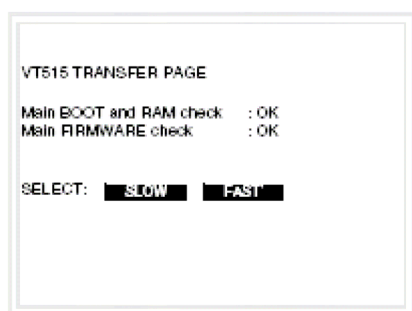 VT515 TRANSFER PAGE
Main BOOT and RAM check : OK
Main FIRMWARE check : OK
SELECT: SLOW FAST